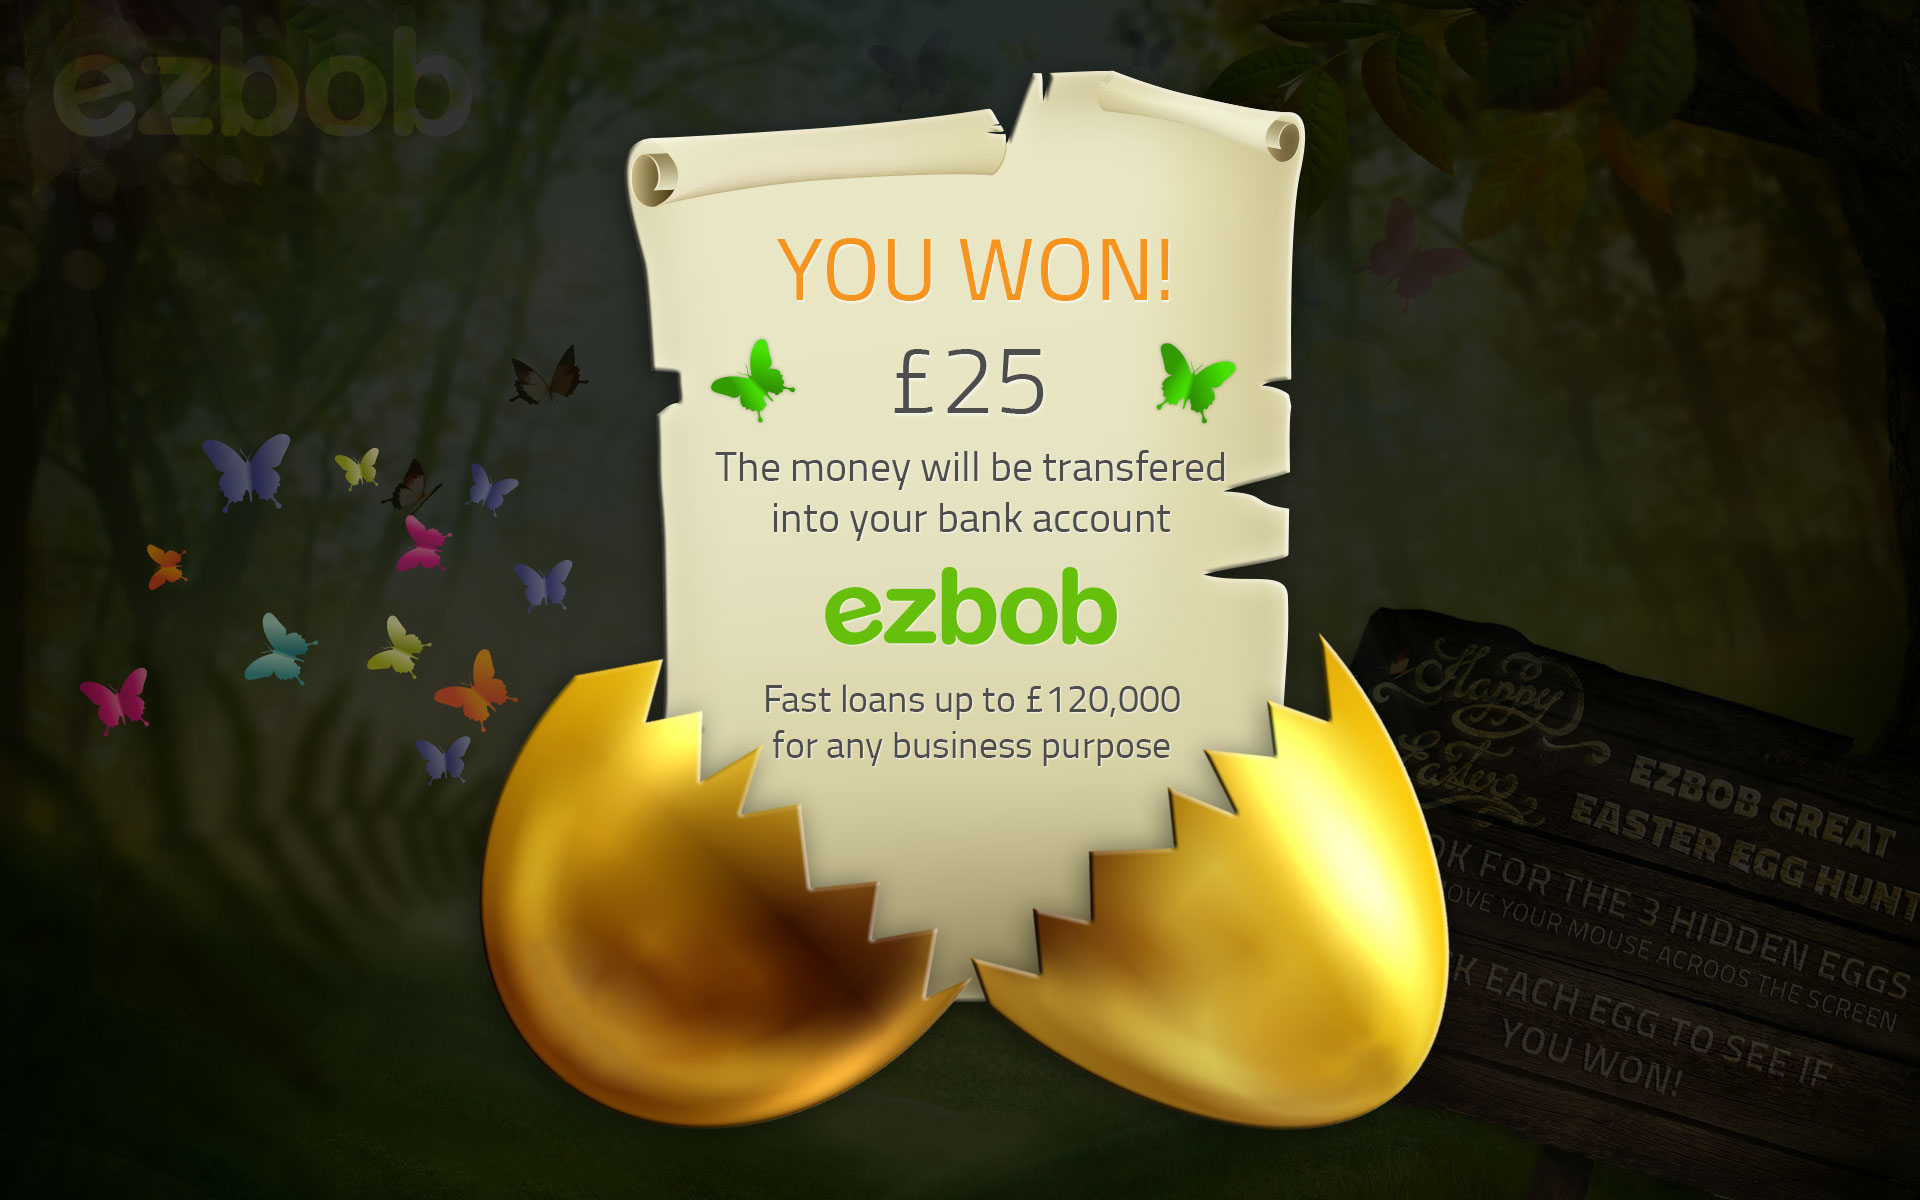 ezbob
YOU WON!
£25
The money will be transfered
into your bank account
ezbob
Fast loans up to £120,000
for any business purpose
Happy
Easter
EZBOB GREAT
EASTER EGG HUNT
FOR THE 3 HIDDEN EGGS
YOUR MOUSE ACROOS THE SCREEN
EACH EGG TO SEE IF
YOU WON!